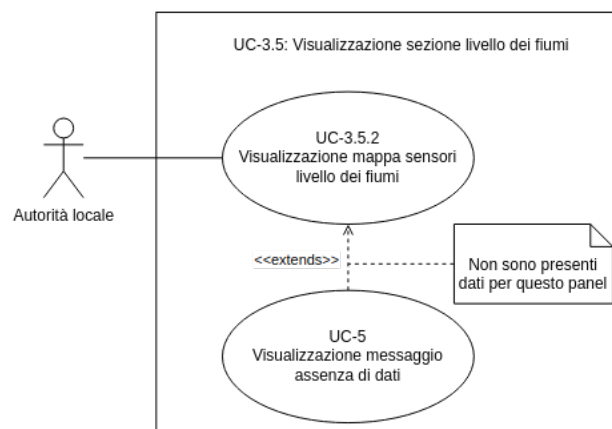 UC-3.5: Visualizzazione sezione livello dei fiumi
UC-3.5.2
Visualizzazione mappa sensori
livello dei fiumi
Autorità locale
<<extends>>
Non sono presenti
dati per questo panel
UC-5
Visualizzazione messaggio
assenza di dati